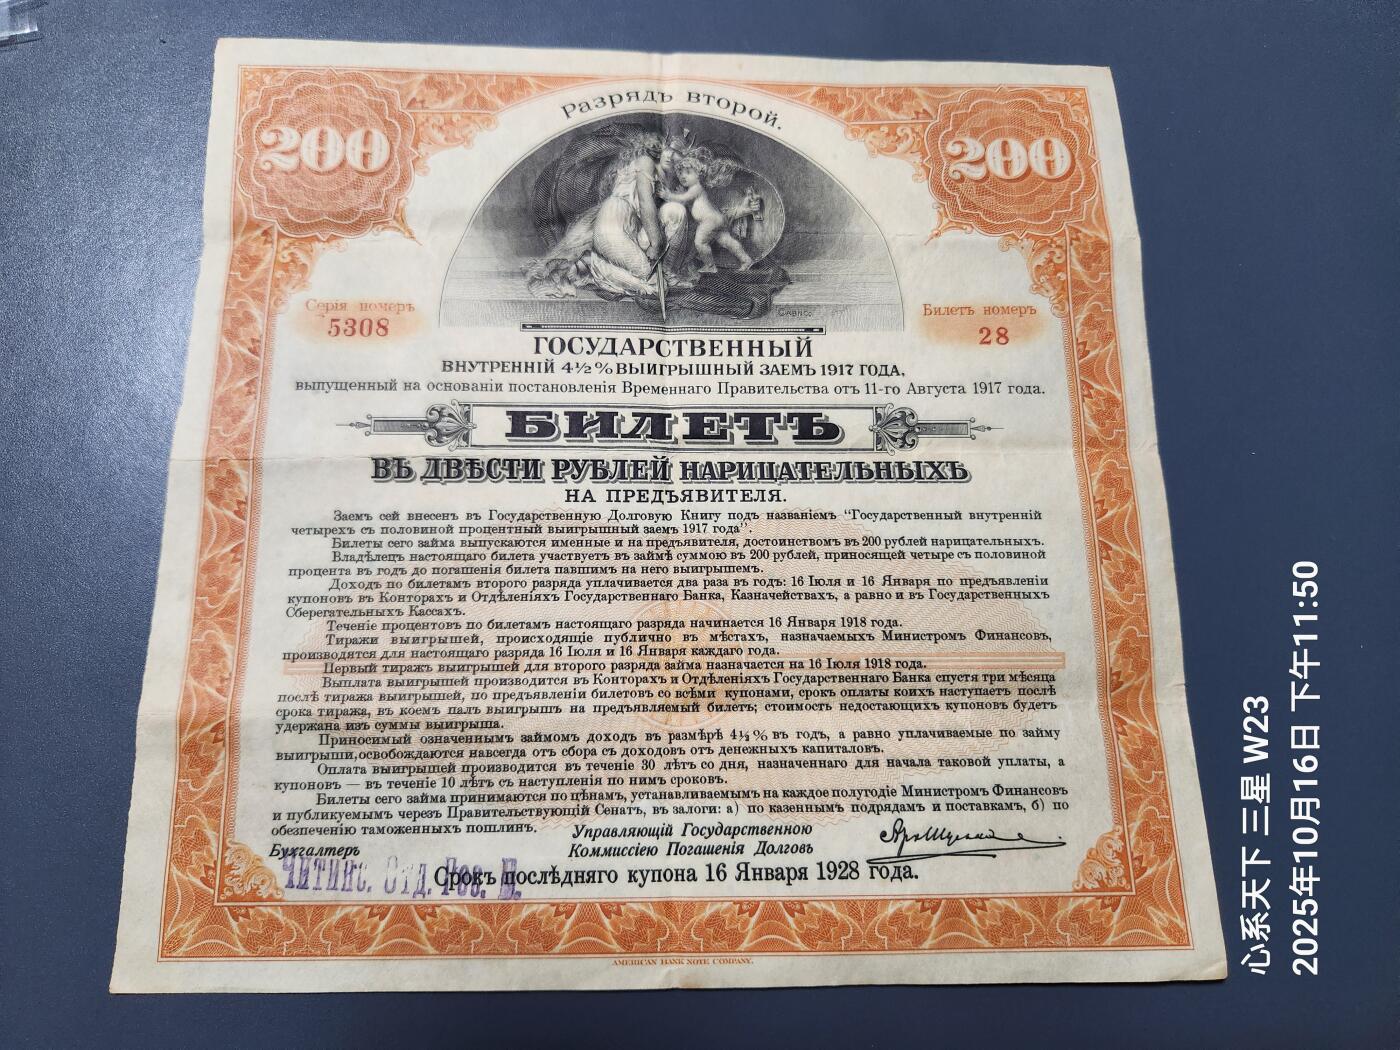 Разрядъ второй.
200
200
Серія номеръ
5308
Билетъ номеръ
28
ГОСУДАРСТВЕННЫЙ
ВНУТРЕННІЙ 4½% ВЫИГРЫШНЫЙ ЗАЕМЪ 1917 ГОДА,
выпущенный на основаніи постановленія Временнаго Правительства отъ 11-го Августа 1917 года.
БИЛЕТЪ
ВЪ ДВѢСТИ РУБЛЕЙ НАРИЦАТЕЛЬНЫХЪ
НА ПРЕДЪЯВИТЕЛЯ.
Заемъ сей внесенъ въ Государственную Долговую Книгу подъ названіемъ “Государственный внутренній
четырехъ съ половиной процентный выигрышный заемъ 1917 года”.
Билеты сего займа выпускаются именные и на предъявителя, достоинствомъ въ 200 рублей нарицательныхъ.
Владѣлецъ настоящаго билета участвуетъ въ займѣ суммою въ 200 рублей, приносящей четыре съ половиной
процента въ годъ до погашенія билета павшимъ на него выигрышемъ.
Доходъ по билетамъ второго разряда уплачивается два раза въ годъ: 16 Іюля и 16 Января по предъявленіи
купоновъ въ Конторахъ и Отдѣленіяхъ Государственнаго Банка, Казначействахъ, а равно и въ Государственныхъ
Сберегательныхъ Кассахъ.
Теченіе процентовъ по билетамъ настоящаго разряда начинается 16 Января 1918 года.
Тиражи выигрышей, происходящіе публично въ мѣстахъ, назначаемыхъ Министромъ Финансовъ,
производятся для настоящаго разряда 16 Іюля и 16 Января каждаго года.
Первый тиражъ выигрышей для второго разряда займа назначается на 16 Іюля 1918 года.
Выплата выигрышей производится въ Конторахъ и Отдѣленіяхъ Государственнаго Банка спустя три мѣсяца
послѣ тиража выигрышей, по предъявленіи билетовъ со всѣми купонами, срокъ оплаты коихъ наступаетъ послѣ
срока тиража, въ коемъ палъ выигрышъ на предъявляемый билетъ; стоимость недостающихъ купоновъ будетъ
удержана изъ суммы выигрыша.
Приносимый означеннымъ займомъ доходъ въ размѣрѣ 4½% въ годъ, а равно уплачиваемые по займу
выигрыши, освобождаются навсегда отъ сбора съ доходовъ отъ денежныхъ капиталовъ.
Оплата выигрышей производится въ теченіе 30 лѣтъ со дня, назначеннаго для начала таковой уплаты, а
купоновъ — въ теченіе 10 лѣтъ съ наступленія по нимъ сроковъ.
Билеты сего займа принимаются по цѣнамъ, устанавливаемымъ на каждое полугодіе Министромъ Финансовъ
и публикуемымъ черезъ Правительствующій Сенатъ, въ залоги: а) по казеннымъ подрядамъ и поставкамъ, б) по
обезпеченію таможенныхъ пошлинъ.
Управляющій Государственною
Коммиссіею Погашенія Долговъ
Бухгалтеръ
ЧИТИНС. ОТД.
Срокъ послѣдняго купона 16 Января 1928 года.
AMERICAN BANK NOTE COMPANY.
心系天下 三星 W23
2025年10月16日 下午11:50